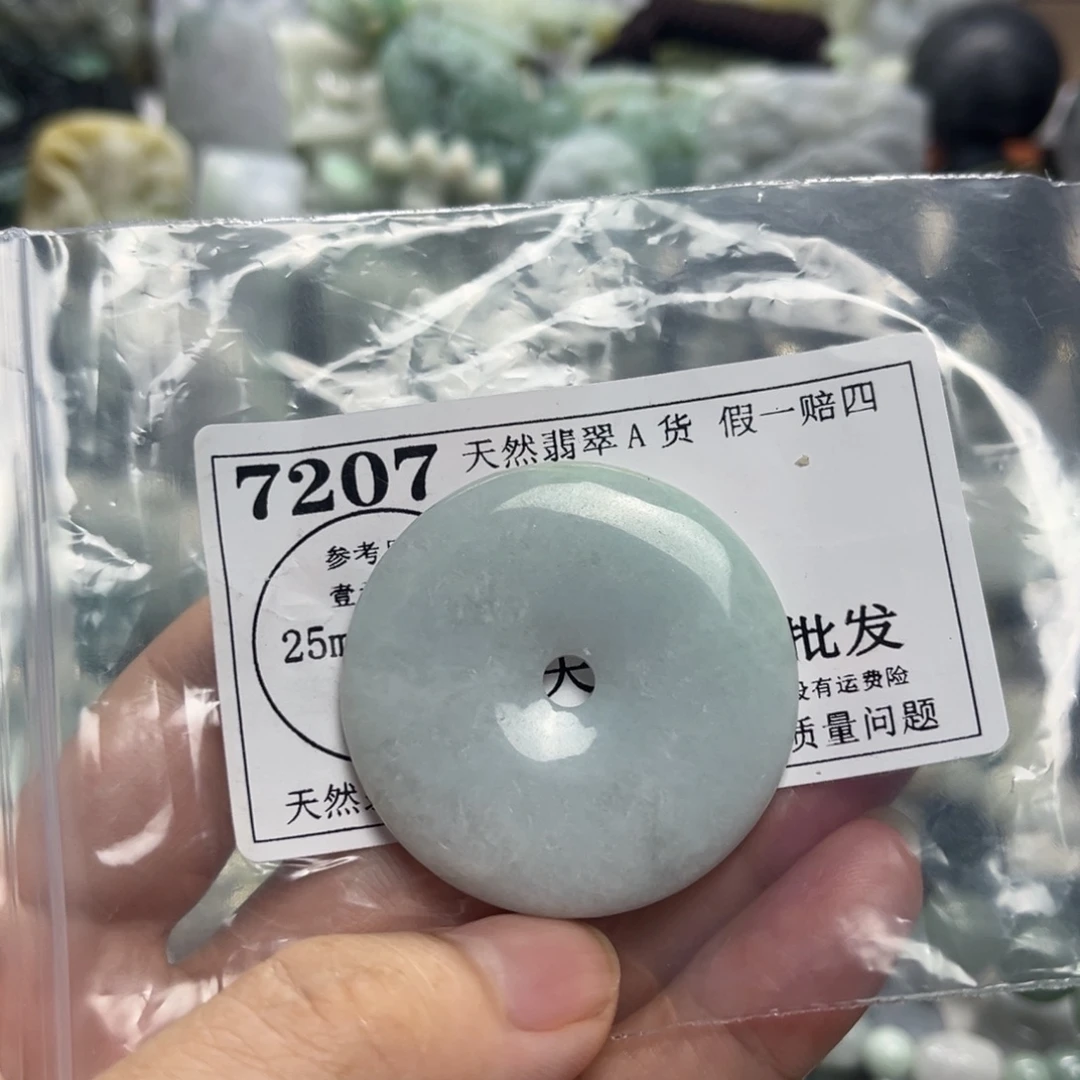 7207
天然翡翠A货 假一赔四
参考
壹
25m
批发
没有运费险
质量问题
天然